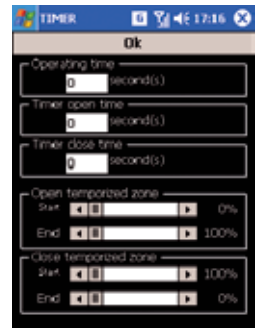 TIMER 17:16
Ok
Operating time
0 second(s)
Timer open time
0 second(s)
Timer close time
0 second(s)
Open temporized zone
Start 0%
End 100%
Close temporized zone
Start 100%
End 0%